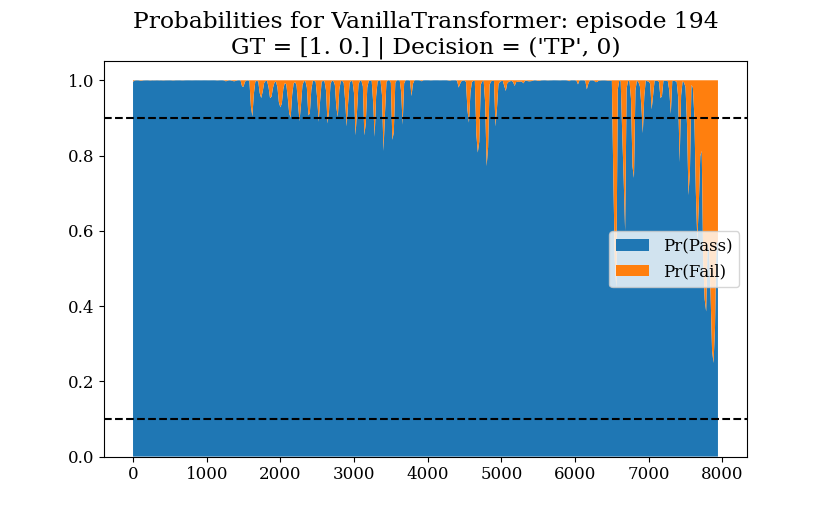 Probabilities for VanillaTransformer: episode 194
GT = [1. 0.] | Decision = ('TP', 0)
1.0
0.8
0.6
0.4
0.2
0.0
Pr(Pass)
Pr(Fail)
0 1000 2000 3000 4000 5000 6000 7000 8000